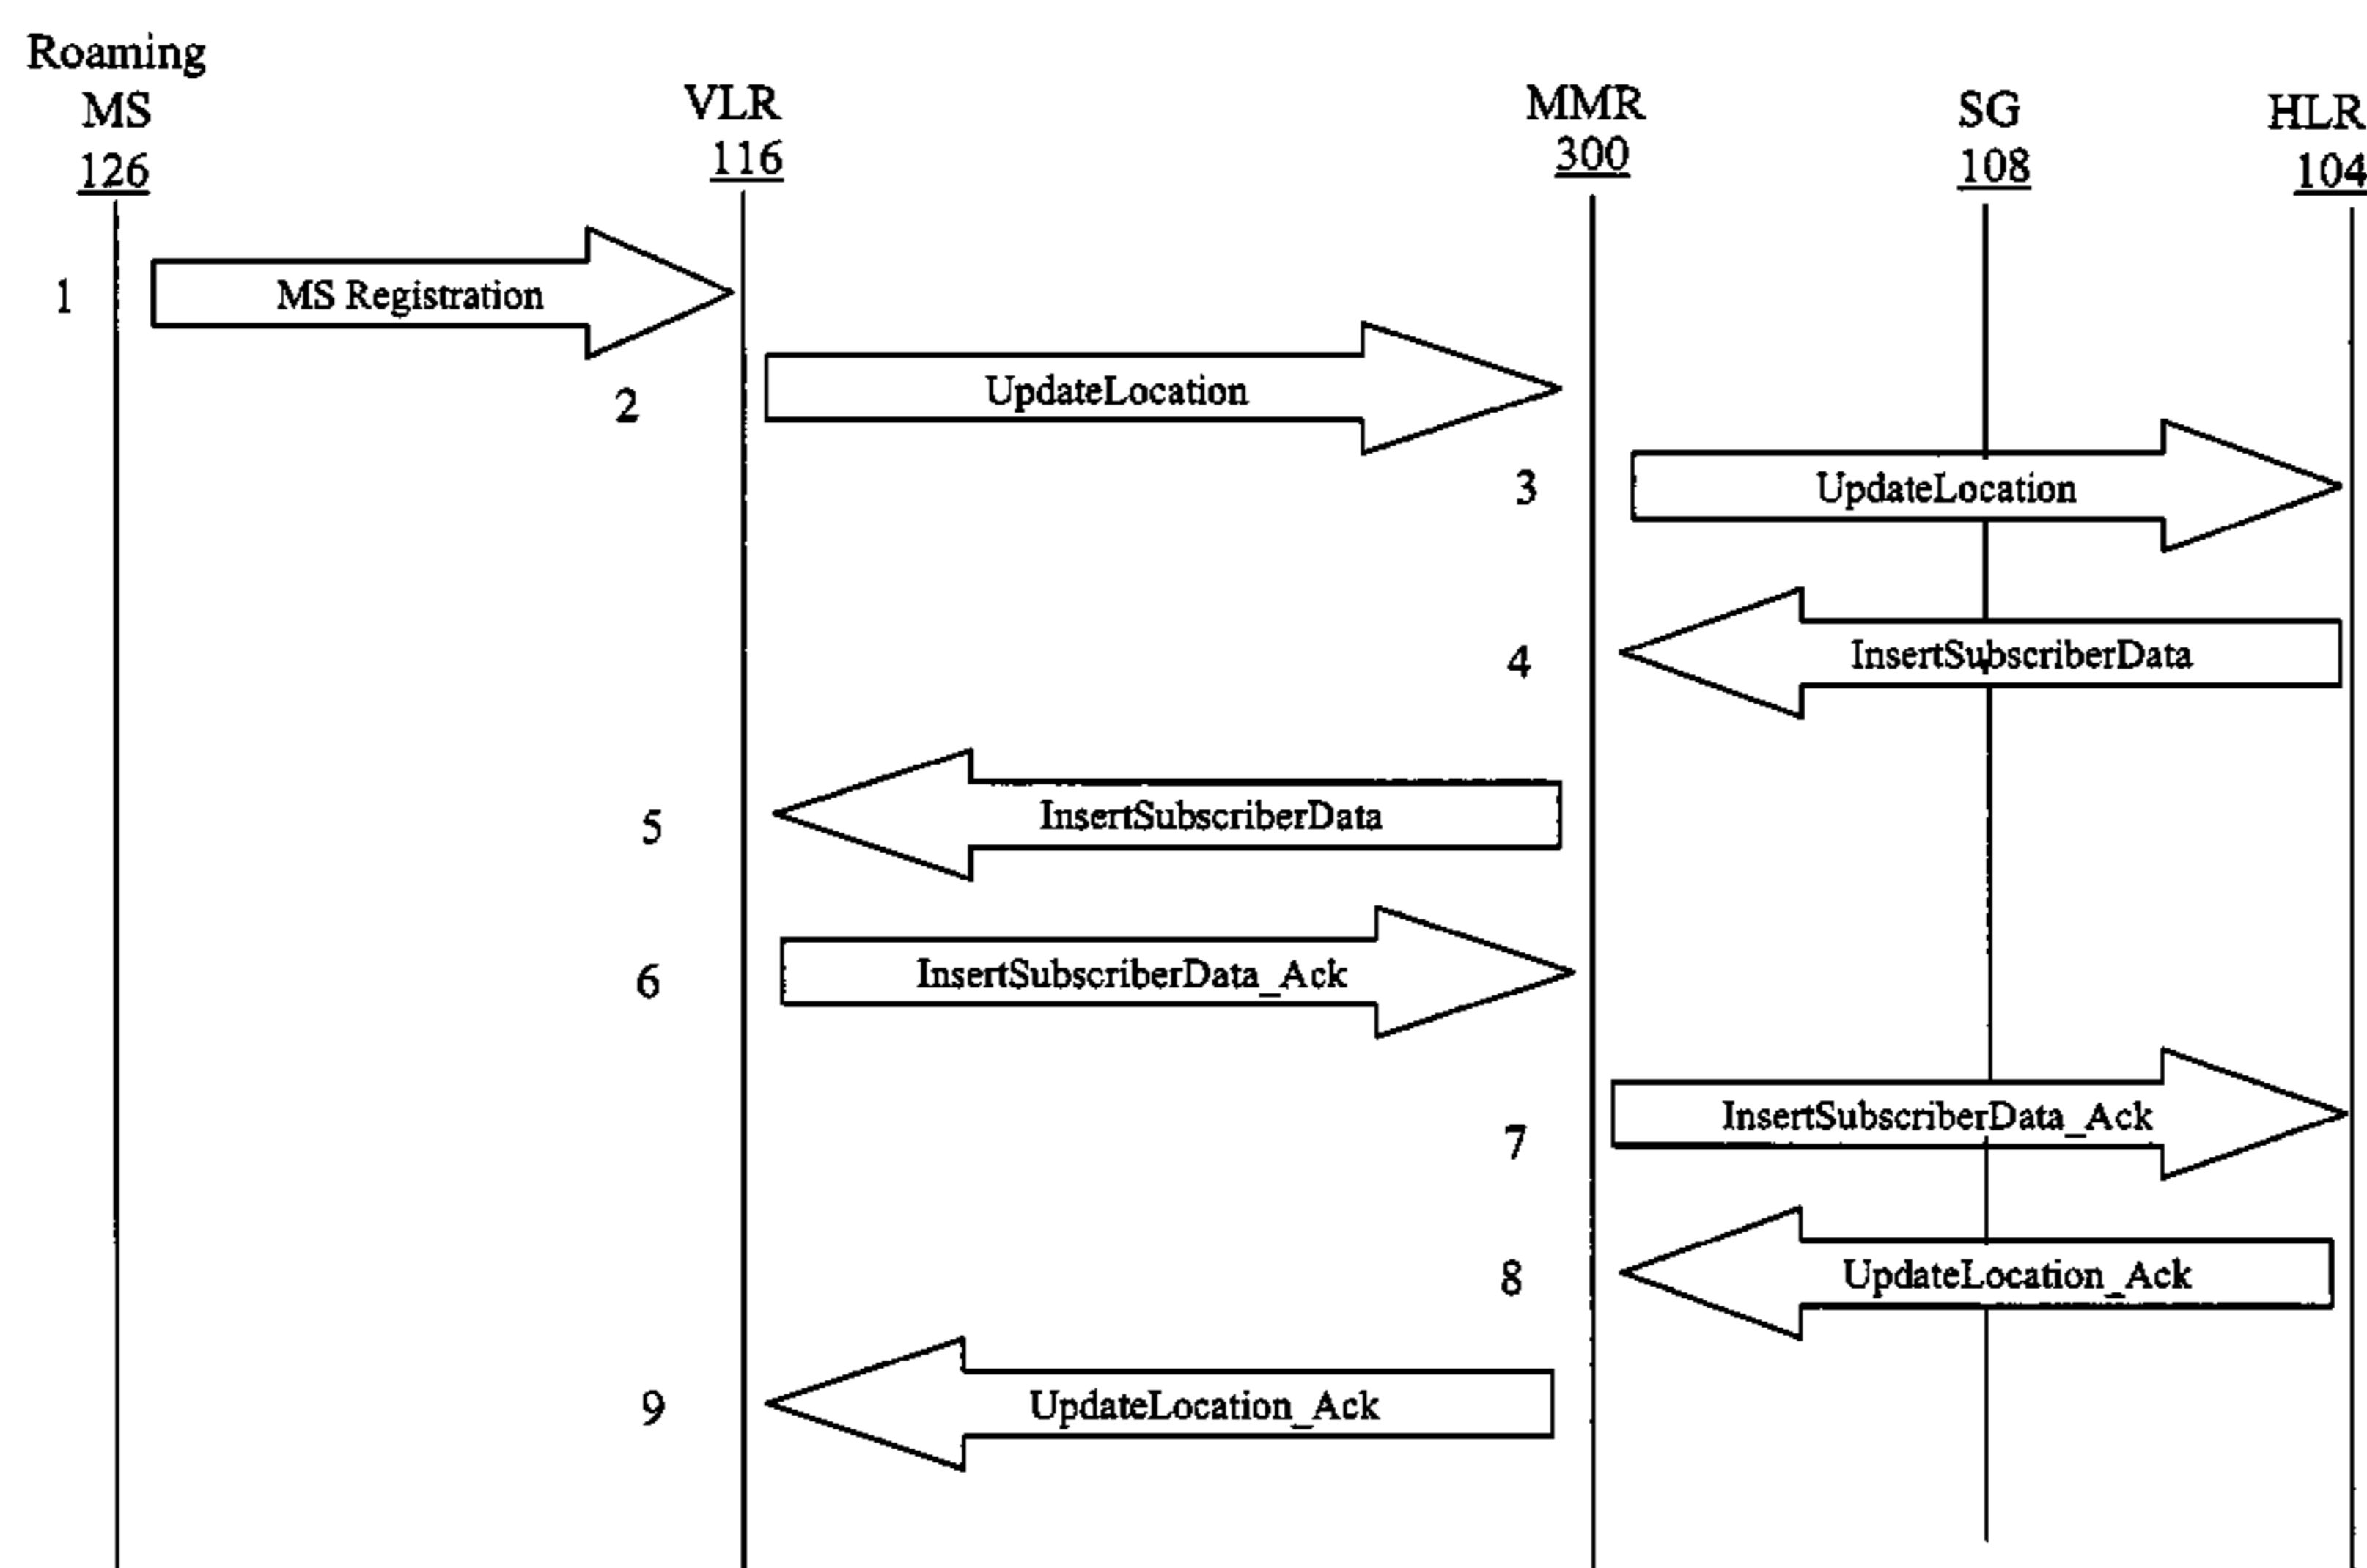 Roaming
MS
126
VLR
116
MMR
300
SG
108
HLR
104
1
MS Registration
2
UpdateLocation
3
UpdateLocation
4
InsertSubscriberData
5
InsertSubscriberData
6
InsertSubscriberData_Ack
7
InsertSubscriberData_Ack
8
UpdateLocation_Ack
9
UpdateLocation_Ack